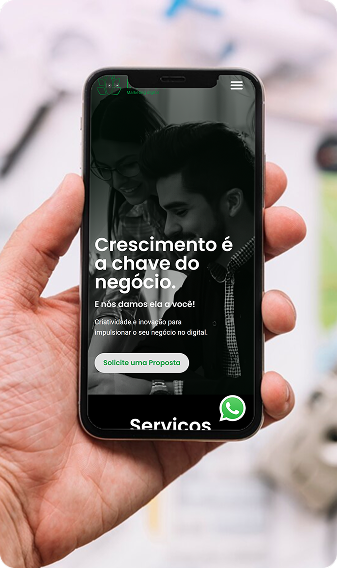 Crescimento é
a chave do
negócio.
E nós damos ela a você!
Criatividade e inovação para
impulsionar o seu negócio no digital.
Solicite uma Proposta
Serviços